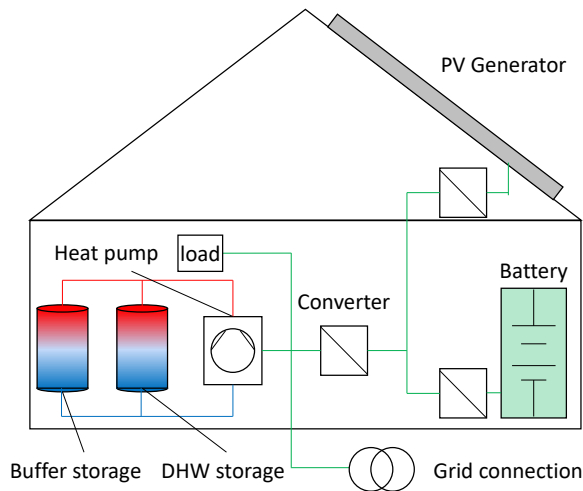 PV Generator
Heat pump
load
Battery
Converter
Buffer storage
DHW storage
Grid connection